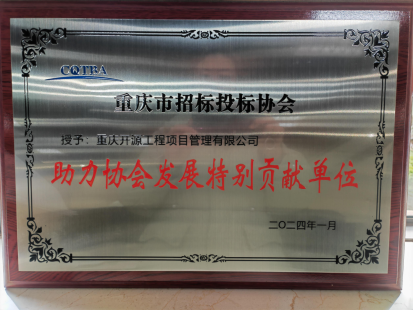 CQTBA
重庆市招标投标协会
授予：重庆开源工程项目管理有限公司
助力协会发展特别贡献单位
二〇二四年一月